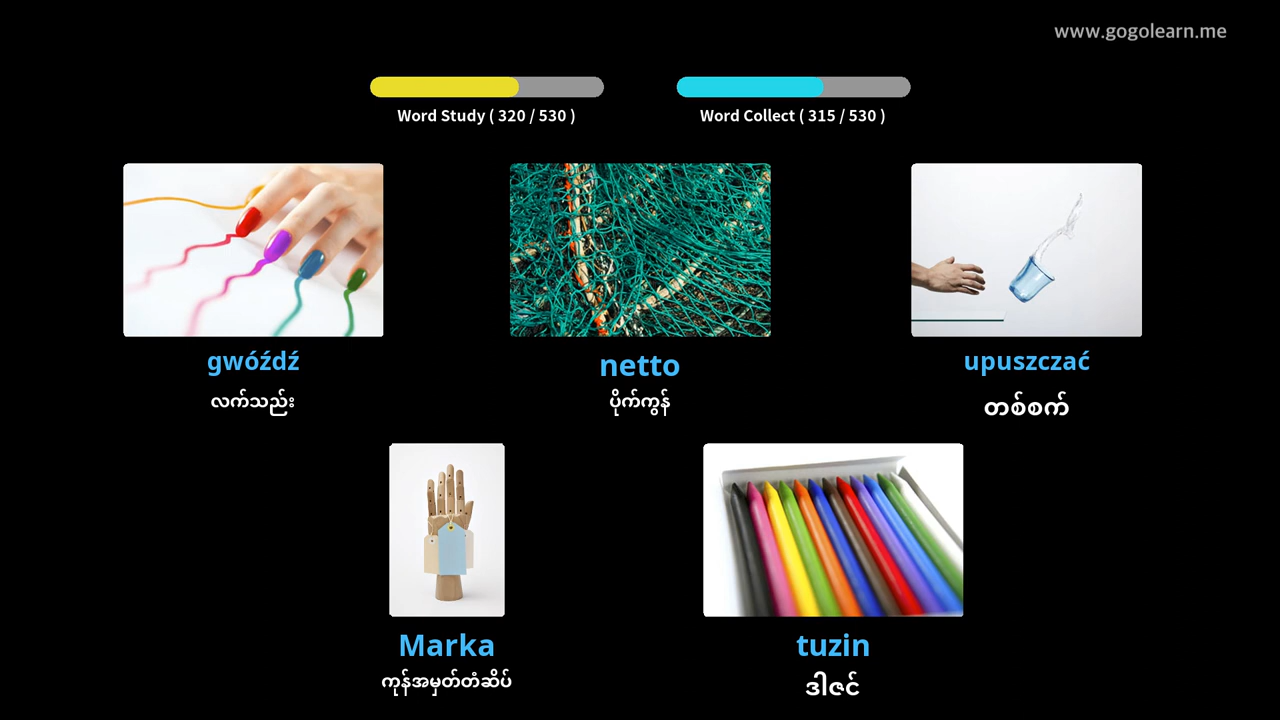 www.gogolearn.me
Word Study ( 320 / 530 )
Word Collect ( 315 / 530 )
gwóźdź
netto
upuszczać
လက်သည်း
ပိုက်ကွန်
တစ်စက်
Marka
tuzin
ကုန်အမှတ်တံဆိပ်
ဒါဇင်